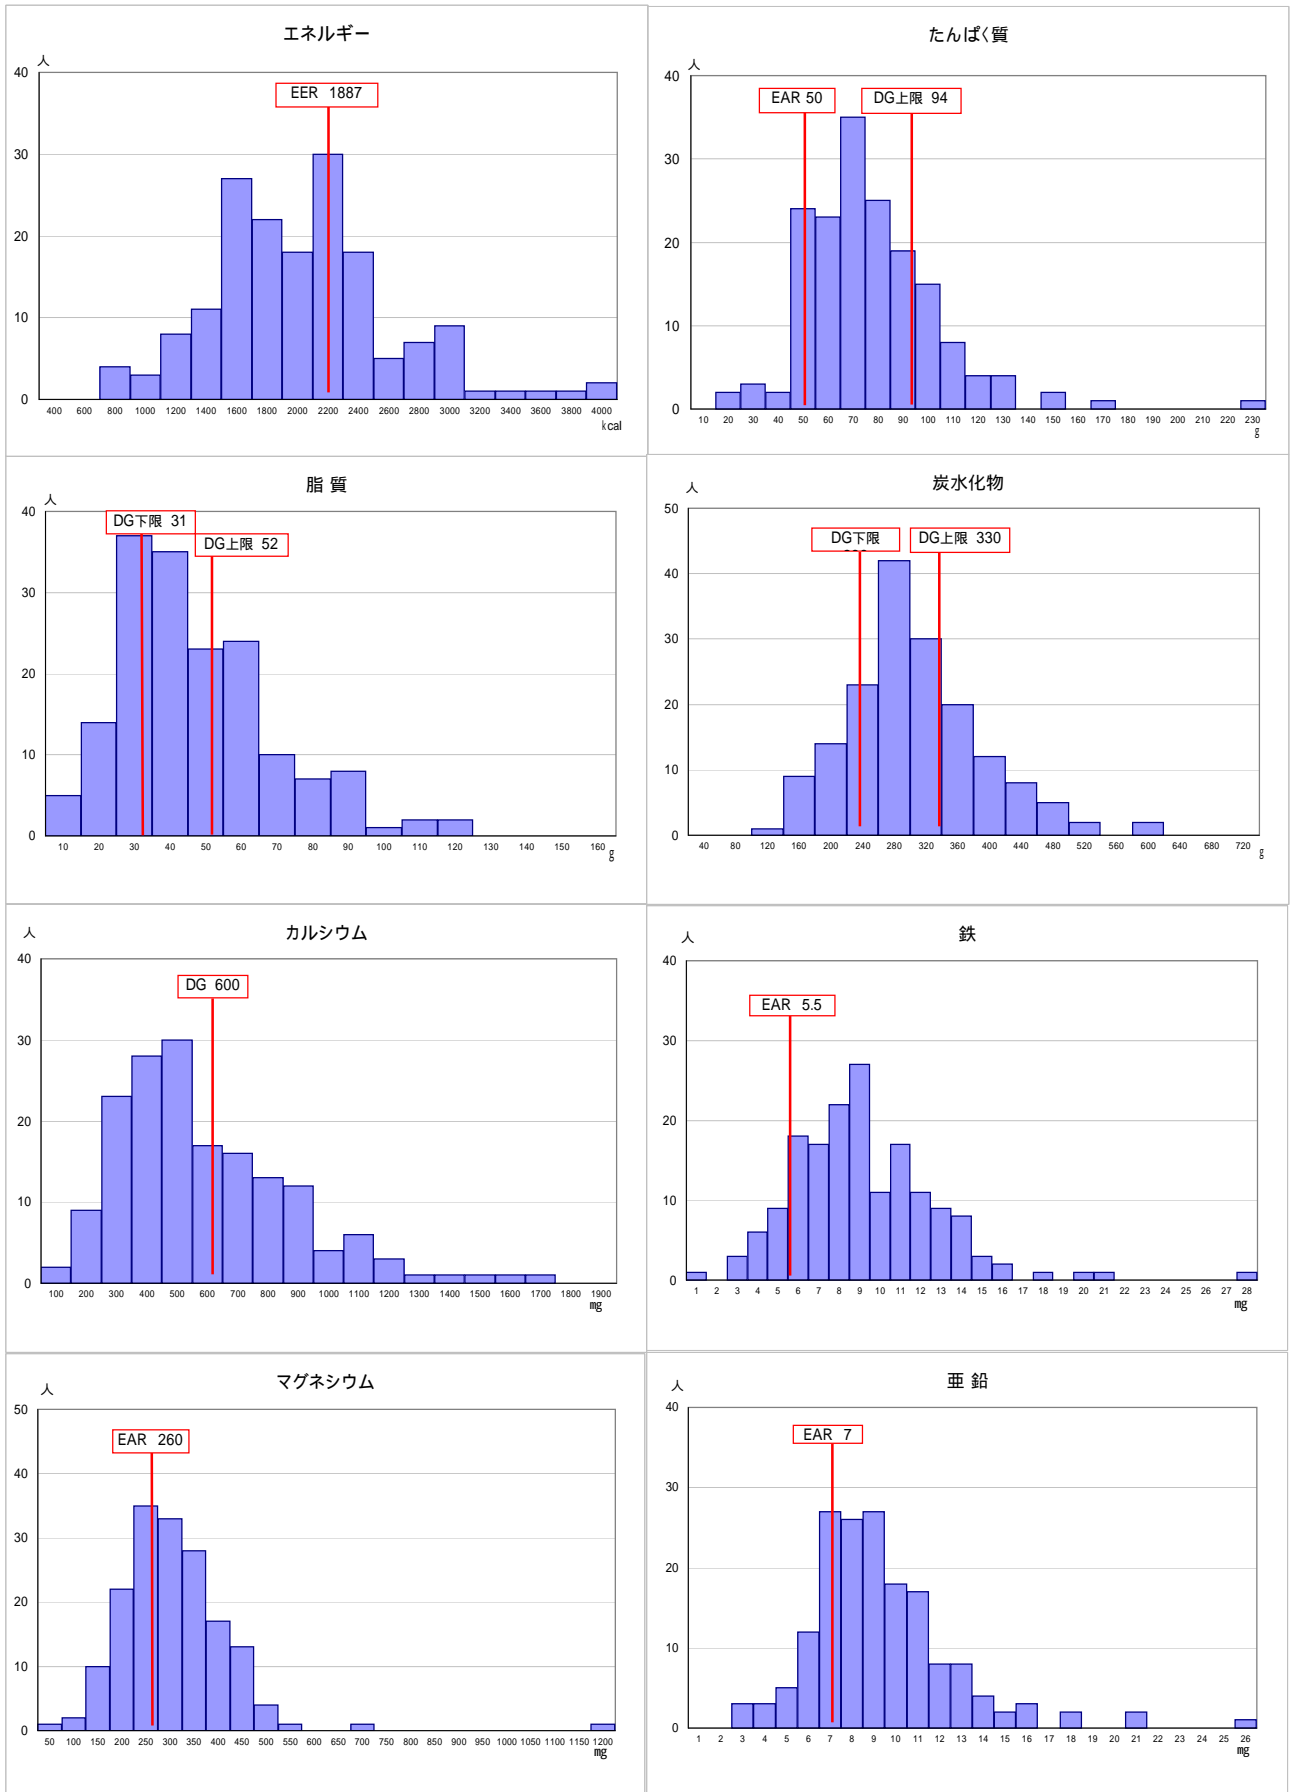 エネルギー
人
EER 1887
40
30
20
10
0
400 600 800 1000 1200 1400 1600 1800 2000 2200 2400 2600 2800 3000 3200 3400 3600 3800 4000
kcal
たんぱく質
人
EAR 50
DG上限 94
40
30
20
10
0
10 20 30 40 50 60 70 80 90 100 110 120 130 140 150 160 170 180 190 200 210 220 230
g
脂 質
人
DG下限 31
DG上限 52
40
30
20
10
0
10 20 30 40 50 60 70 80 90 100 110 120 130 140 150 160
g
炭水化物
人
DG下限
DG上限 330
50
40
30
20
10
0
40 80 120 160 200 240 280 320 360 400 440 480 520 560 600 640 680 720
g
カルシウム
人
DG 600
40
30
20
10
0
100 200 300 400 500 600 700 800 900 1000 1100 1200 1300 1400 1500 1600 1700 1800 1900
mg
鉄
人
EAR 5.5
40
30
20
10
0
1 2 3 4 5 6 7 8 9 10 11 12 13 14 15 16 17 18 19 20 21 22 23 24 25 26 27 28
mg
マグネシウム
人
EAR 260
50
40
30
20
10
0
50 100 150 200 250 300 350 400 450 500 550 600 650 700 750 800 850 900 950 1000 1050 1100 1150 1200
mg
亜 鉛
人
EAR 7
40
30
20
10
0
1 2 3 4 5 6 7 8 9 10 11 12 13 14 15 16 17 18 19 20 21 22 23 24 25 26
mg